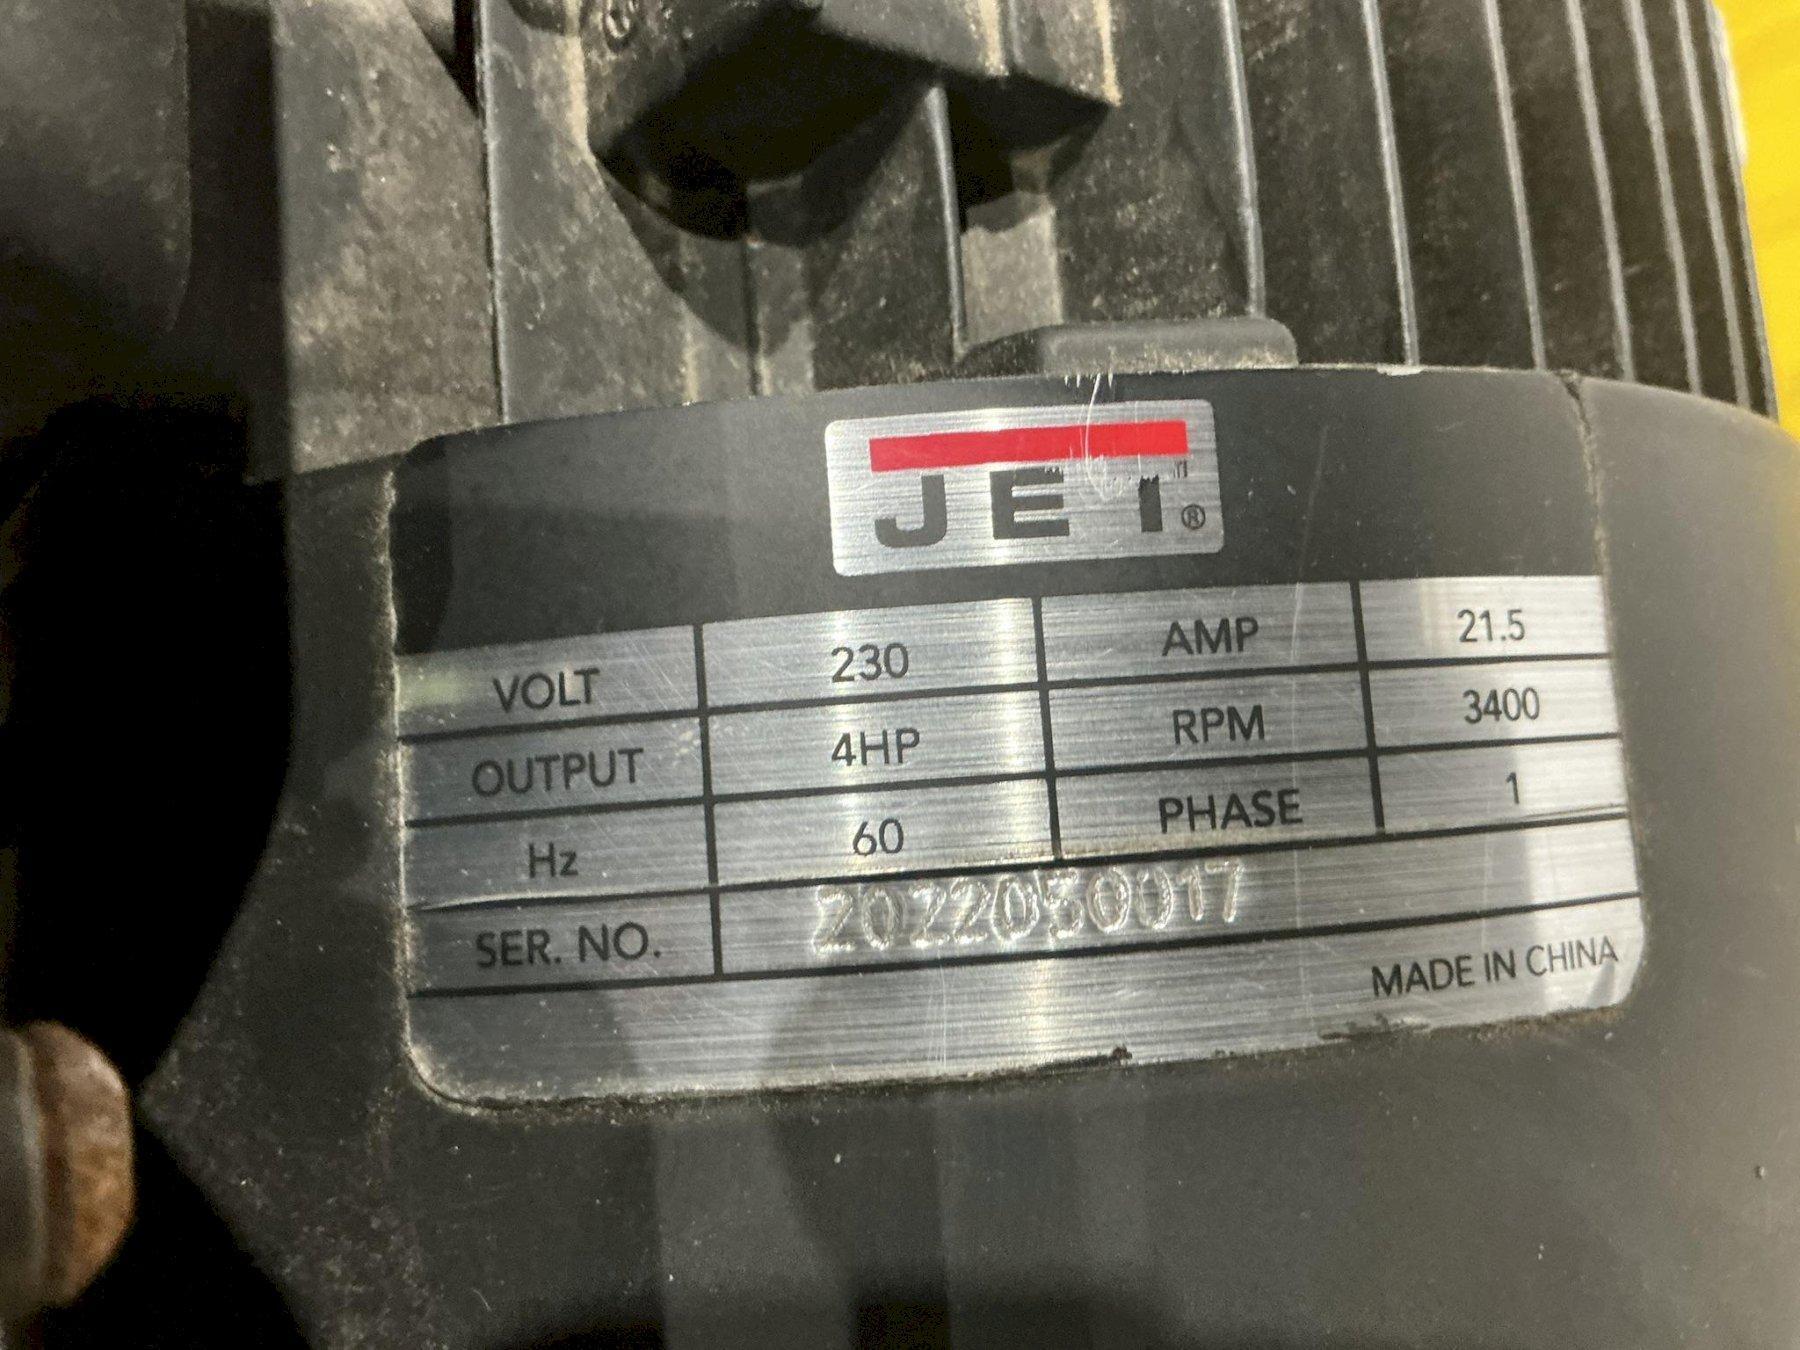 JET®
VOLT 230 AMP 21.5
OUTPUT 4HP RPM 3400
Hz 60 PHASE 1
SER. NO. 2022050017
MADE IN CHINA